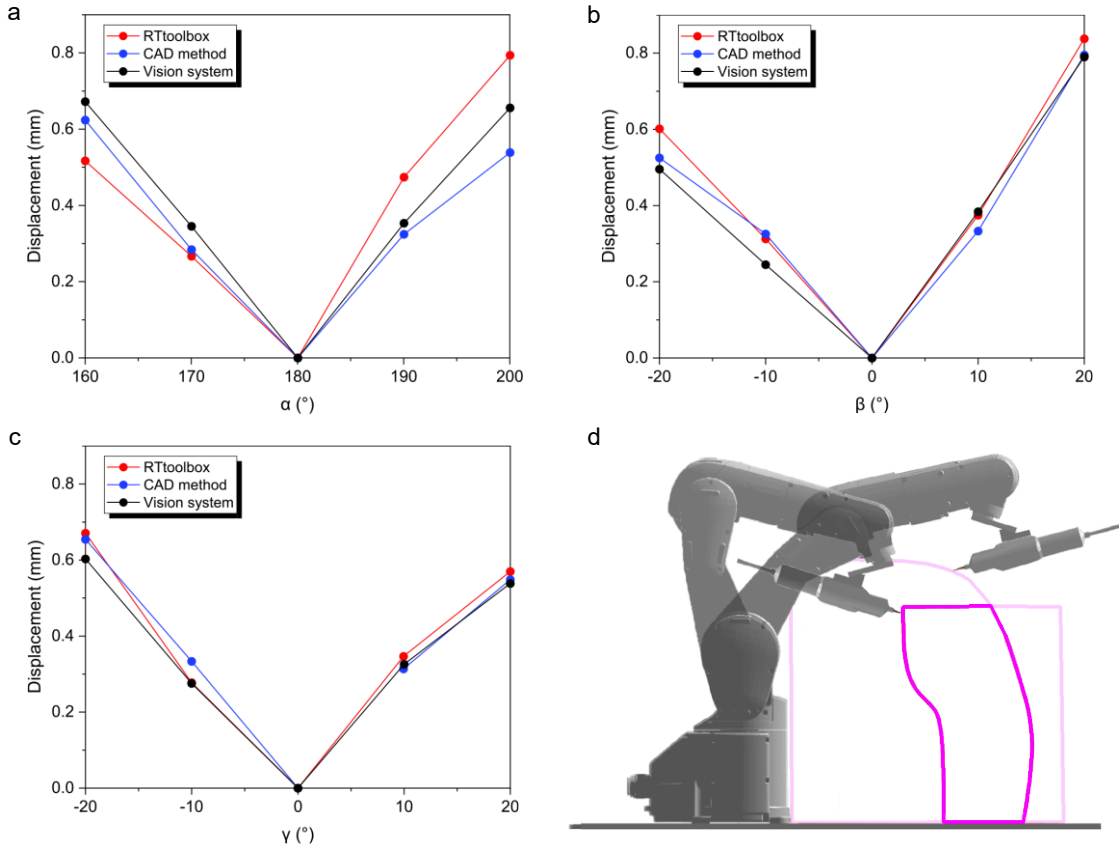 a
RTtoolbox
CAD method
Vision system
Displacement (mm)
0.8
0.6
0.4
0.2
0.0
160 170 180 190 200
α (°)
b
RTtoolbox
CAD method
Vision system
Displacement (mm)
0.8
0.6
0.4
0.2
0.0
-20 -10 0 10 20
β (°)
c
RTtoolbox
CAD method
Vision system
Displacement (mm)
0.8
0.6
0.4
0.2
0.0
-20 -10 0 10 20
γ (°)
d